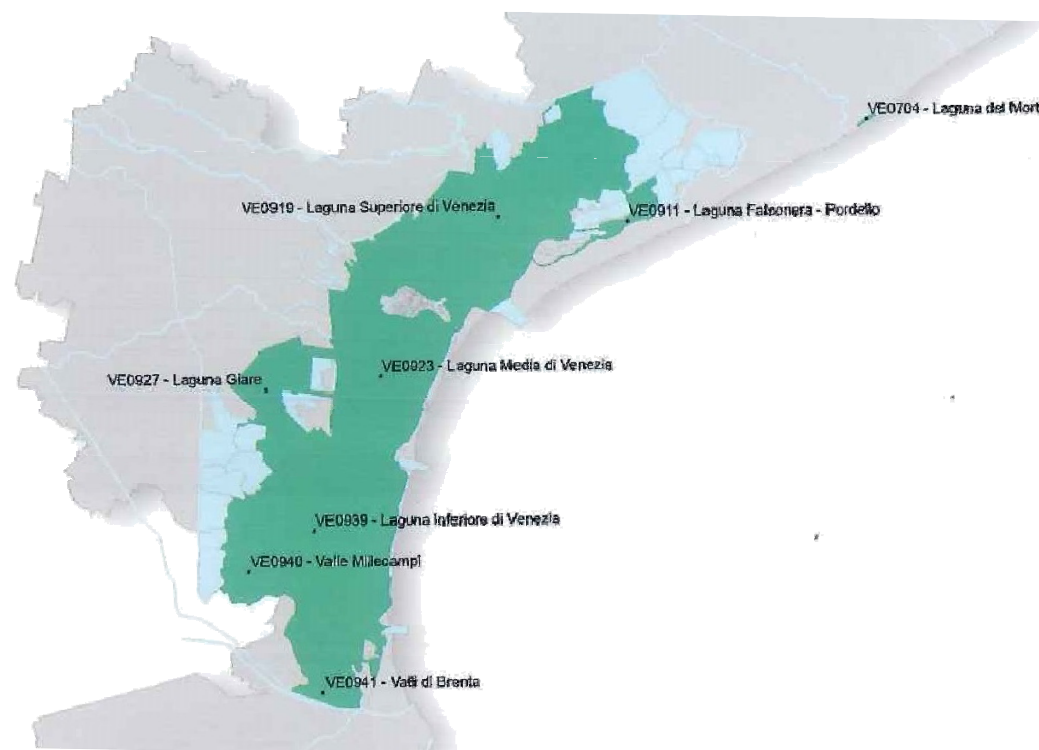 VE0704 - Laguna del Mort
VE0919 - Laguna Superiore di Venezia
VE0911 - Laguna Falconera - Pordello
VE0923 - Laguna Media di Venezia
VE0927 - Laguna Giare
VE0939 - Laguna Inferiore di Venezia
VE0940 - Valle Millecampi
VE0941 - Valli di Brenta